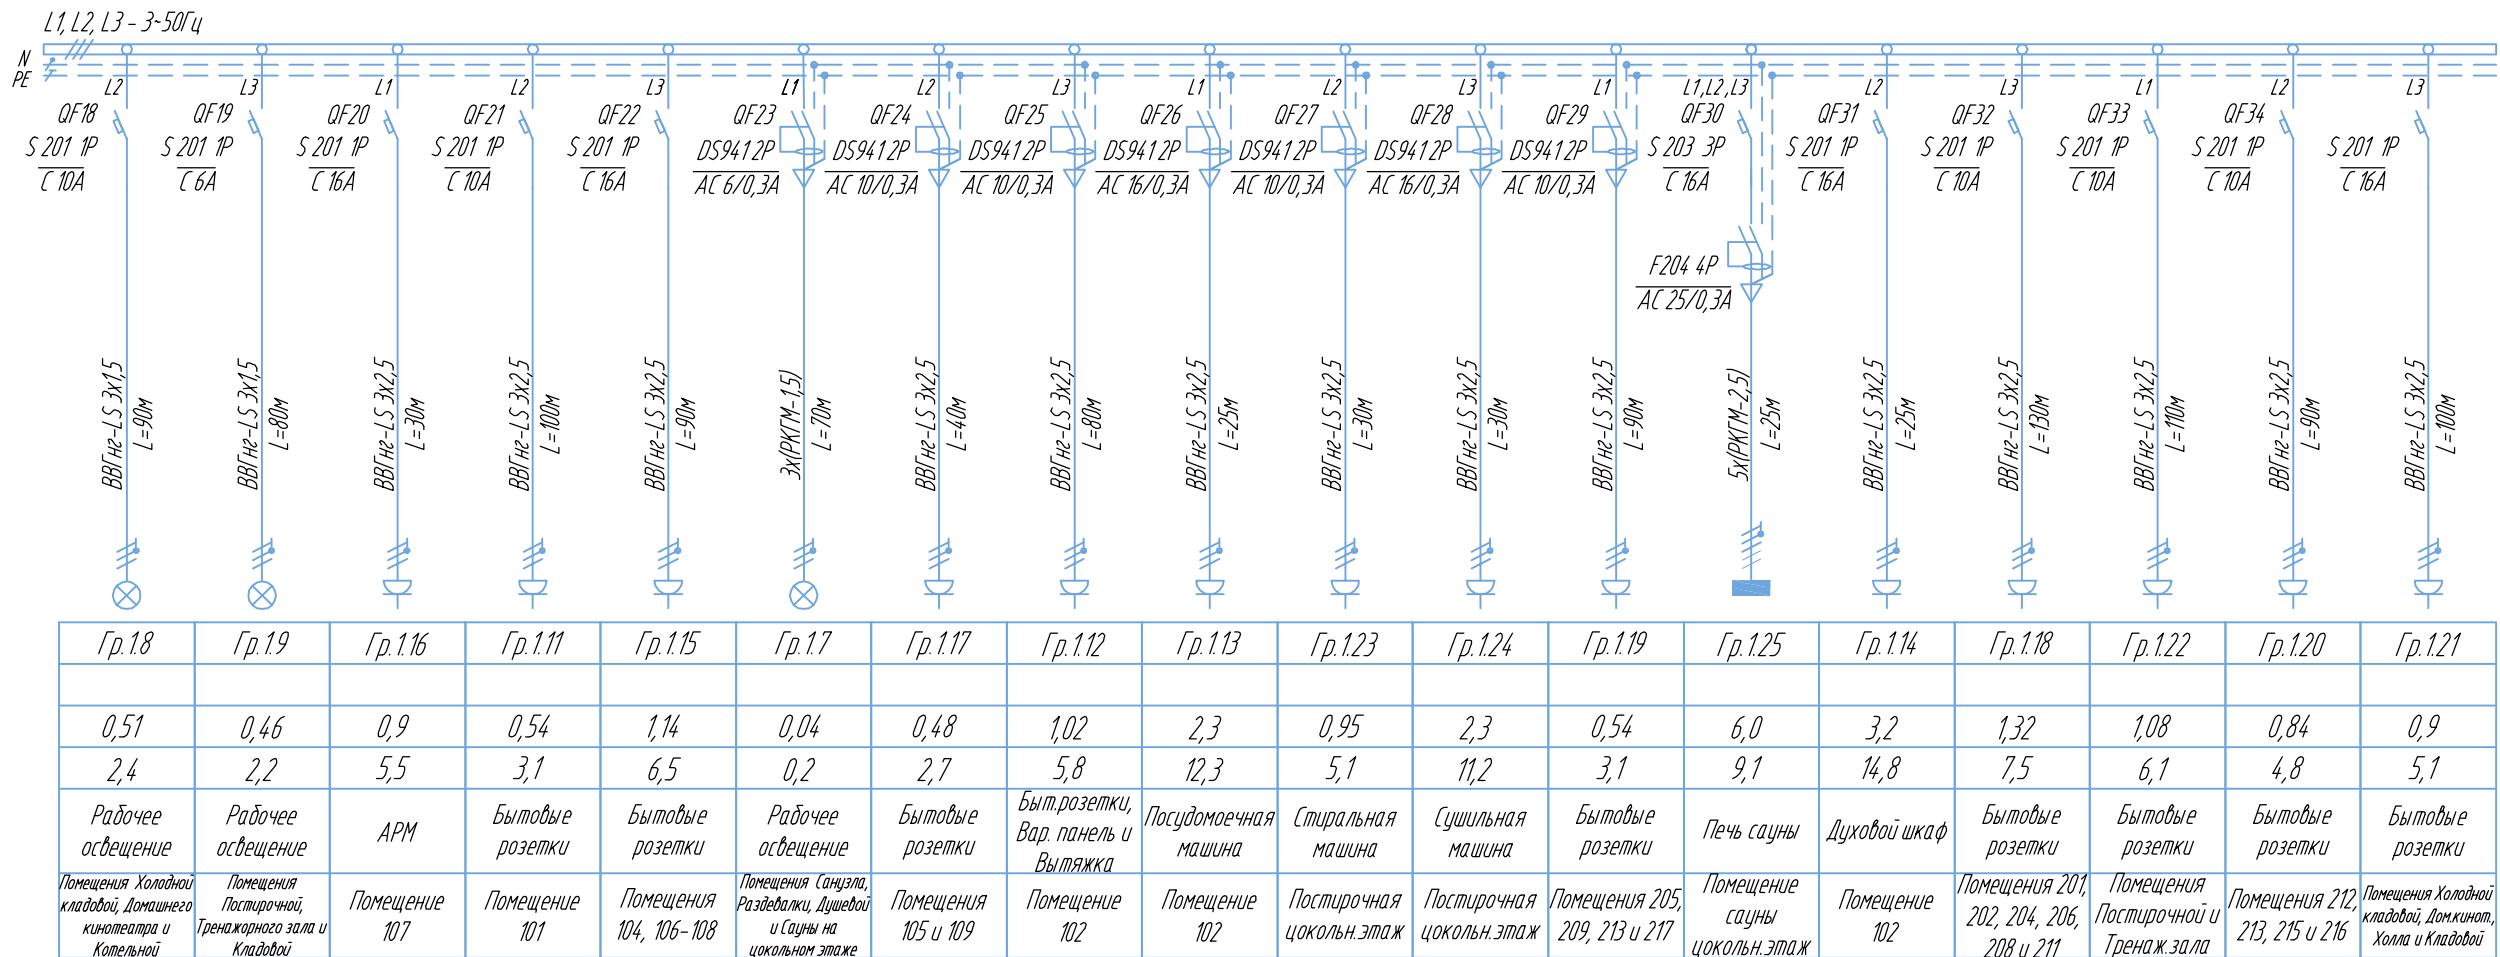 L1, L2, L3 - 3~50Гц
N
PE
L2
QF18
S 201 1P
C 10A
L3
QF19
S 201 1P
C 6A
L1
QF20
S 201 1P
C 16A
L2
QF21
S 201 1P
C 10A
L3
QF22
S 201 1P
C 16A
L1
QF23
DS941 2P
AC 6/0,3A
L2
QF24
DS941 2P
AC 10/0,3A
L3
QF25
DS941 2P
AC 10/0,3A
L1
QF26
DS941 2P
AC 16/0,3A
L2
QF27
DS941 2P
AC 10/0,3A
L3
QF28
DS941 2P
AC 16/0,3A
L1
QF29
DS941 2P
AC 10/0,3A
L1,L2,L3
QF30
S 203 3P
C 16A
F204 4P
AC 25/0,3A
L2
QF31
S 201 1P
C 16A
L3
QF32
S 201 1P
C 10A
L1
QF33
S 201 1P
C 10A
L2
QF34
S 201 1P
C 10A
L3
S 201 1P
C 16A
ВВГнг-LS 3x1,5
L=90м
ВВГнг-LS 3x1,5
L=80м
ВВГнг-LS 3x2,5
L=30м
ВВГнг-LS 3x2,5
L=100м
ВВГнг-LS 3x2,5
L=90м
3x(РКГМ-1,5)
L=70м
ВВГнг-LS 3x2,5
L=40м
ВВГнг-LS 3x2,5
L=80м
ВВГнг-LS 3x2,5
L=25м
ВВГнг-LS 3x2,5
L=30м
ВВГнг-LS 3x2,5
L=30м
ВВГнг-LS 3x2,5
L=90м
5x(РКГМ-2,5)
L=25м
ВВГнг-LS 3x2,5
L=25м
ВВГнг-LS 3x2,5
L=130м
ВВГнг-LS 3x2,5
L=110м
ВВГнг-LS 3x2,5
L=90м
ВВГнг-LS 3x2,5
L=100м
Гр.1.8 Гр.1.9 Гр.1.16 Гр.1.11 Гр.1.15 Гр.1.7 Гр.1.17 Гр.1.12 Гр.1.13 Гр.1.23 Гр.1.24 Гр.1.19 Гр.1.25 Гр.1.14 Гр.1.18 Гр.1.22 Гр.1.20 Гр.1.21
0,51 0,46 0,9 0,54 1,14 0,04 0,48 1,02 2,3 0,95 2,3 0,54 6,0 3,2 1,32 1,08 0,84 0,9
2,4 2,2 5,5 3,1 6,5 0,2 2,7 5,8 12,3 5,1 11,2 3,1 9,1 14,8 7,5 6,1 4,8 5,1
Рабочее
освещение
Рабочее
освещение
АРМ
Бытовые
розетки
Бытовые
розетки
Рабочее
освещение
Бытовые
розетки
Быт.розетки,
Вар. панель и
Вытяжка
Посудомоечная
машина
Стиральная
машина
Сушильная
машина
Бытовые
розетки
Печь сауны
Духовой шкаф
Бытовые
розетки
Бытовые
розетки
Бытовые
розетки
Бытовые
розетки
Помещения Холодной
кладовой, Домашнего
кинотеатра и
Котельной
Помещения
Постирочной,
Тренажорного зала и
Кладовой
Помещение
107
Помещение
101
Помещения
104, 106-108
Помещения Санузла,
Раздевалки, Душевой
и Сауны на
цокольном этаже
Помещения
105 и 109
Помещение
102
Помещение
102
Постирочная
цокольн.этаж
Постирочная
цокольн.этаж
Помещения 205,
209, 213 и 217
Помещение
сауны
цокольн.этаж
Помещение
102
Помещения 201,
202, 204, 206,
208 и 211
Помещения
Постирочной и
Тренаж.зала
Помещения 212,
213, 215 и 216
Помещения Холодной
кладовой, Дом.кинот.,
Холла и Кладовой